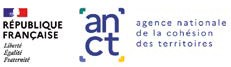 RÉPUBLIQUE
FRANÇAISE
Liberté
Égalité
Fraternité
anct
agence nationale
de la cohésion
des territoires